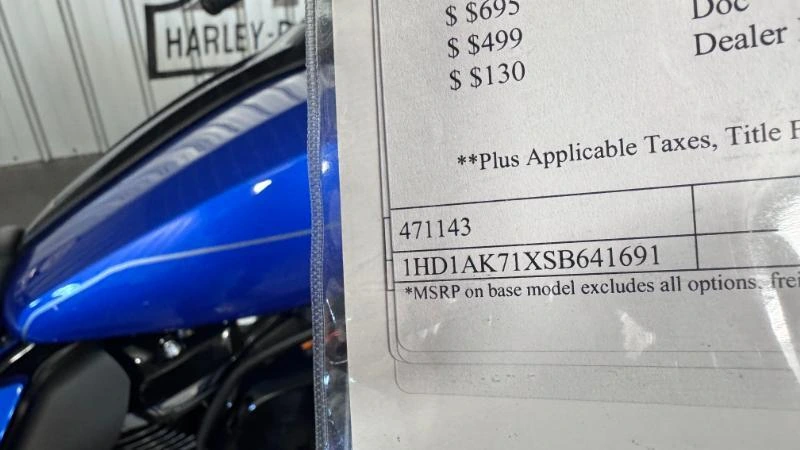 HARLEY-D
$ $695
Doc
$ $499
Dealer
$ $130
**Plus Applicable Taxes, Title
471143
1HD1AK71XSB641691
*MSRP on base model excludes all options, frei